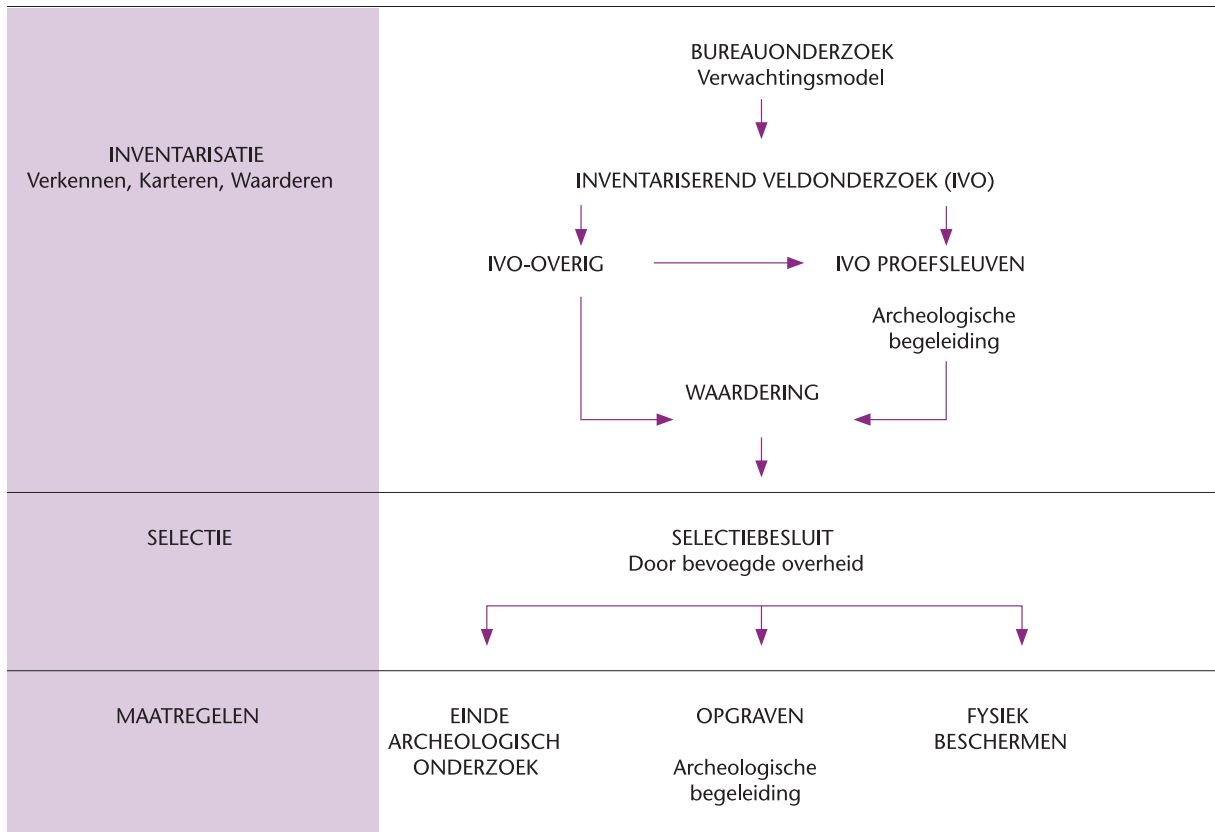 BUREAUONDERZOEK
Verwachtingsmodel
INVENTARISATIE
Verkennen, Karteren, Waarderen
INVENTARISEREND VELDONDERZOEK (IVO)
IVO-OVERIG
IVO PROEFSLEUVEN
Archeologische
begeleiding
WAARDERING
SELECTIE
SELECTIEBESLUIT
Door bevoegde overheid
MAATREGELEN
EINDE
ARCHEOLOGISCH
ONDERZOEK
OPGRAVEN
Archeologische
begeleiding
FYSIEK
BESCHERMEN